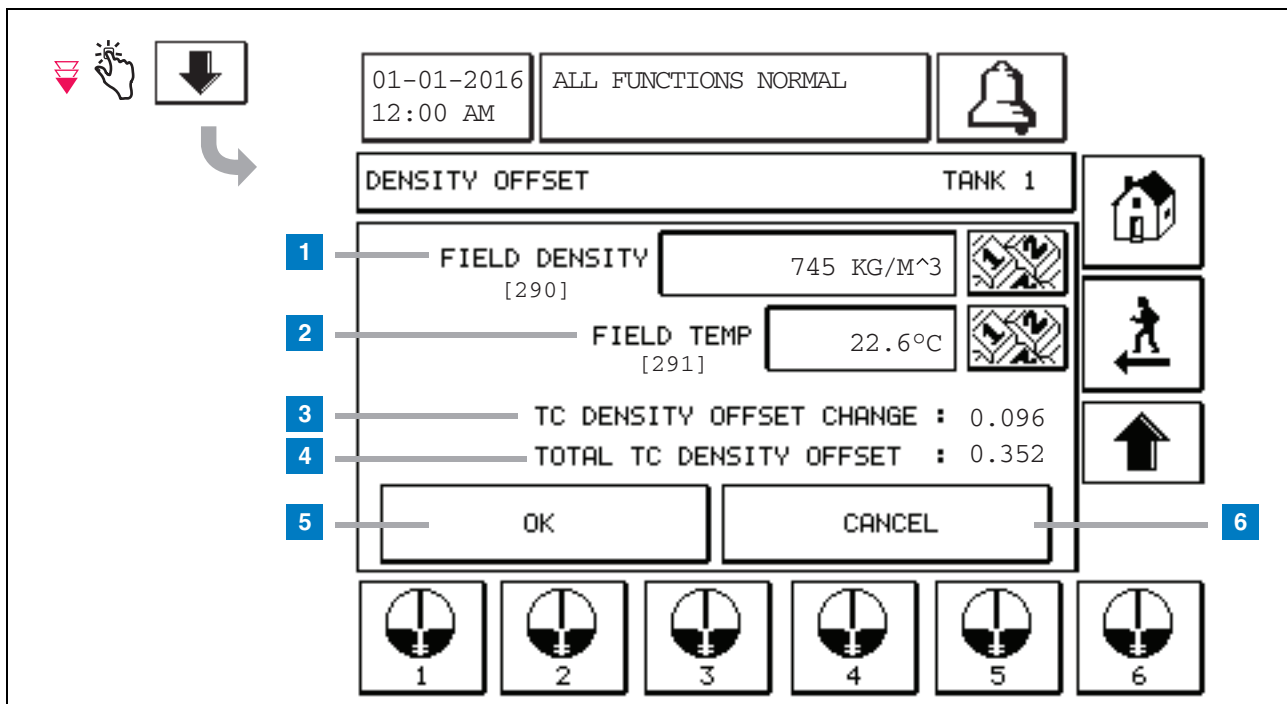 01-01-2016
12:00 AM
ALL FUNCTIONS NORMAL
DENSITY OFFSET TANK 1
1 FIELD DENSITY 745 KG/M^3
[290]
2 FIELD TEMP 22.6°C
[291]
3 TC DENSITY OFFSET CHANGE : 0.096
4 TOTAL TC DENSITY OFFSET : 0.352
5 OK CANCEL 6
1 2 3 4 5 6